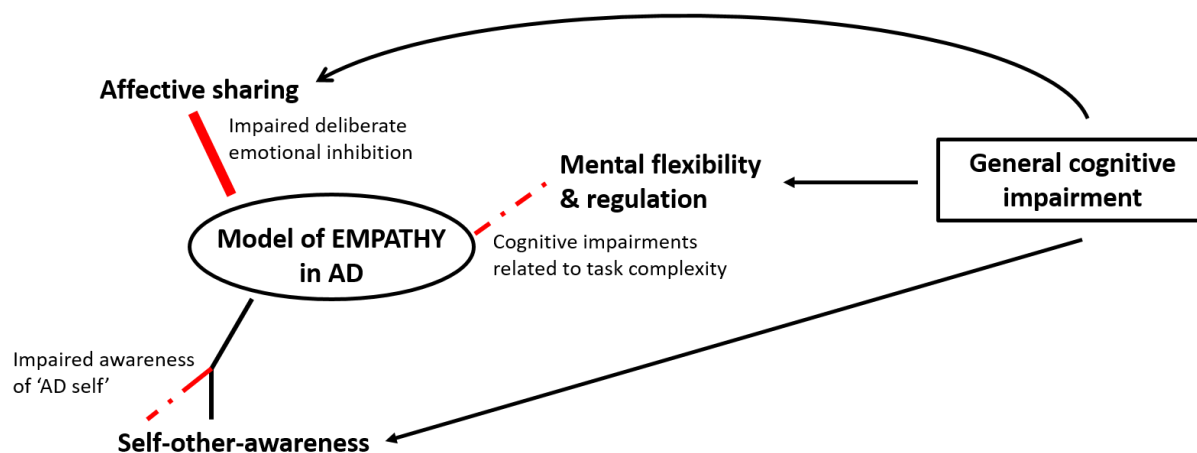 Affective sharing
Impaired deliberate
emotional inhibition
Mental flexibility
& regulation
General cognitive
impairment
Model of EMPATHY
in AD
Cognitive impairments
related to task complexity
Impaired awareness
of ‘AD self’
Self-other-awareness